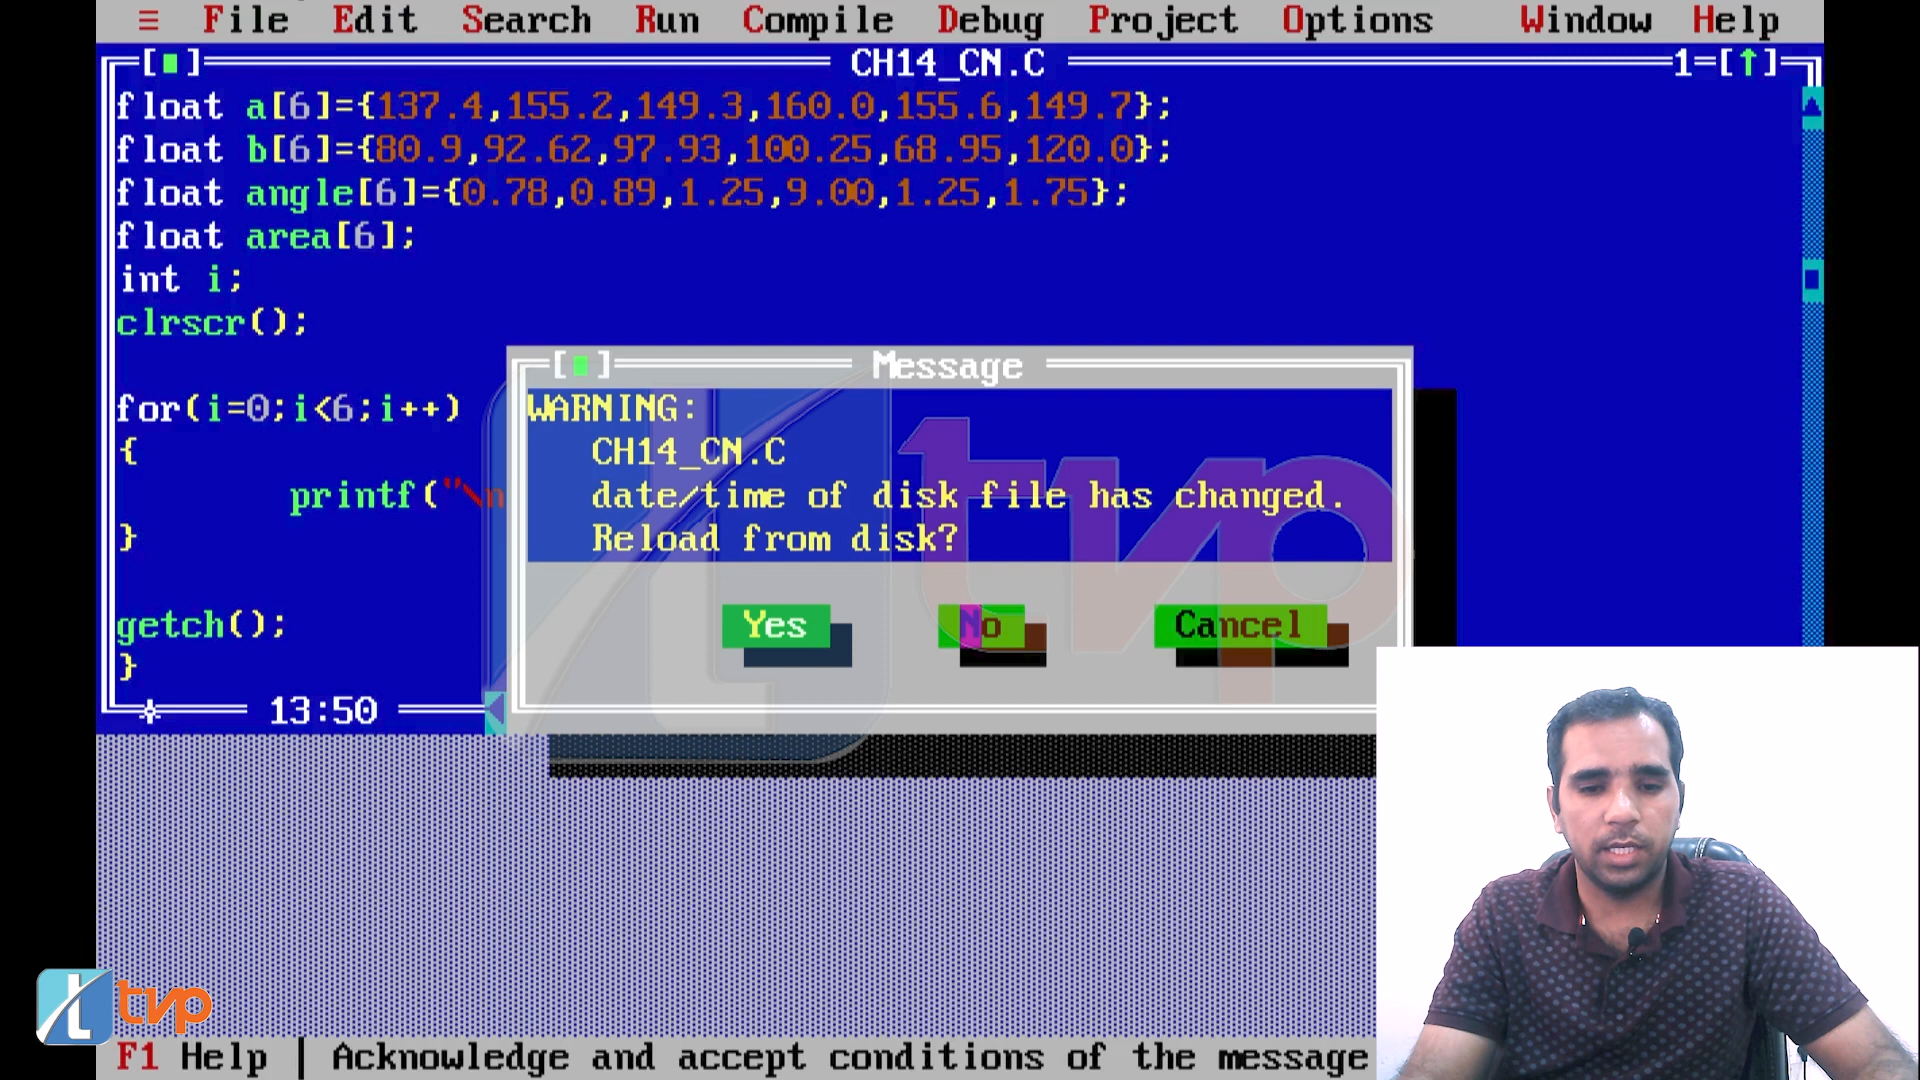 ≡ File Edit Search Run Compile Debug Project Options Window Help
[■] CH14_CN.C 1=[↑]
float a[6]={137.4,155.2,149.3,160.0,155.6,149.7};
float b[6]={80.9,92.62,97.93,100.25,68.95,120.0};
float angle[6]={0.78,0.89,1.25,9.00,1.25,1.75};
float area[6];
int i;
clrscr();
for(i=0;i<6;i++)
{
printf("\n
}
getch();
}
13:50
[■] Message
WARNING:
CH14_CN.C
date/time of disk file has changed.
Reload from disk?
Yes No Cancel
tvp
t tvp
F1 Help | Acknowledge and accept conditions of the message